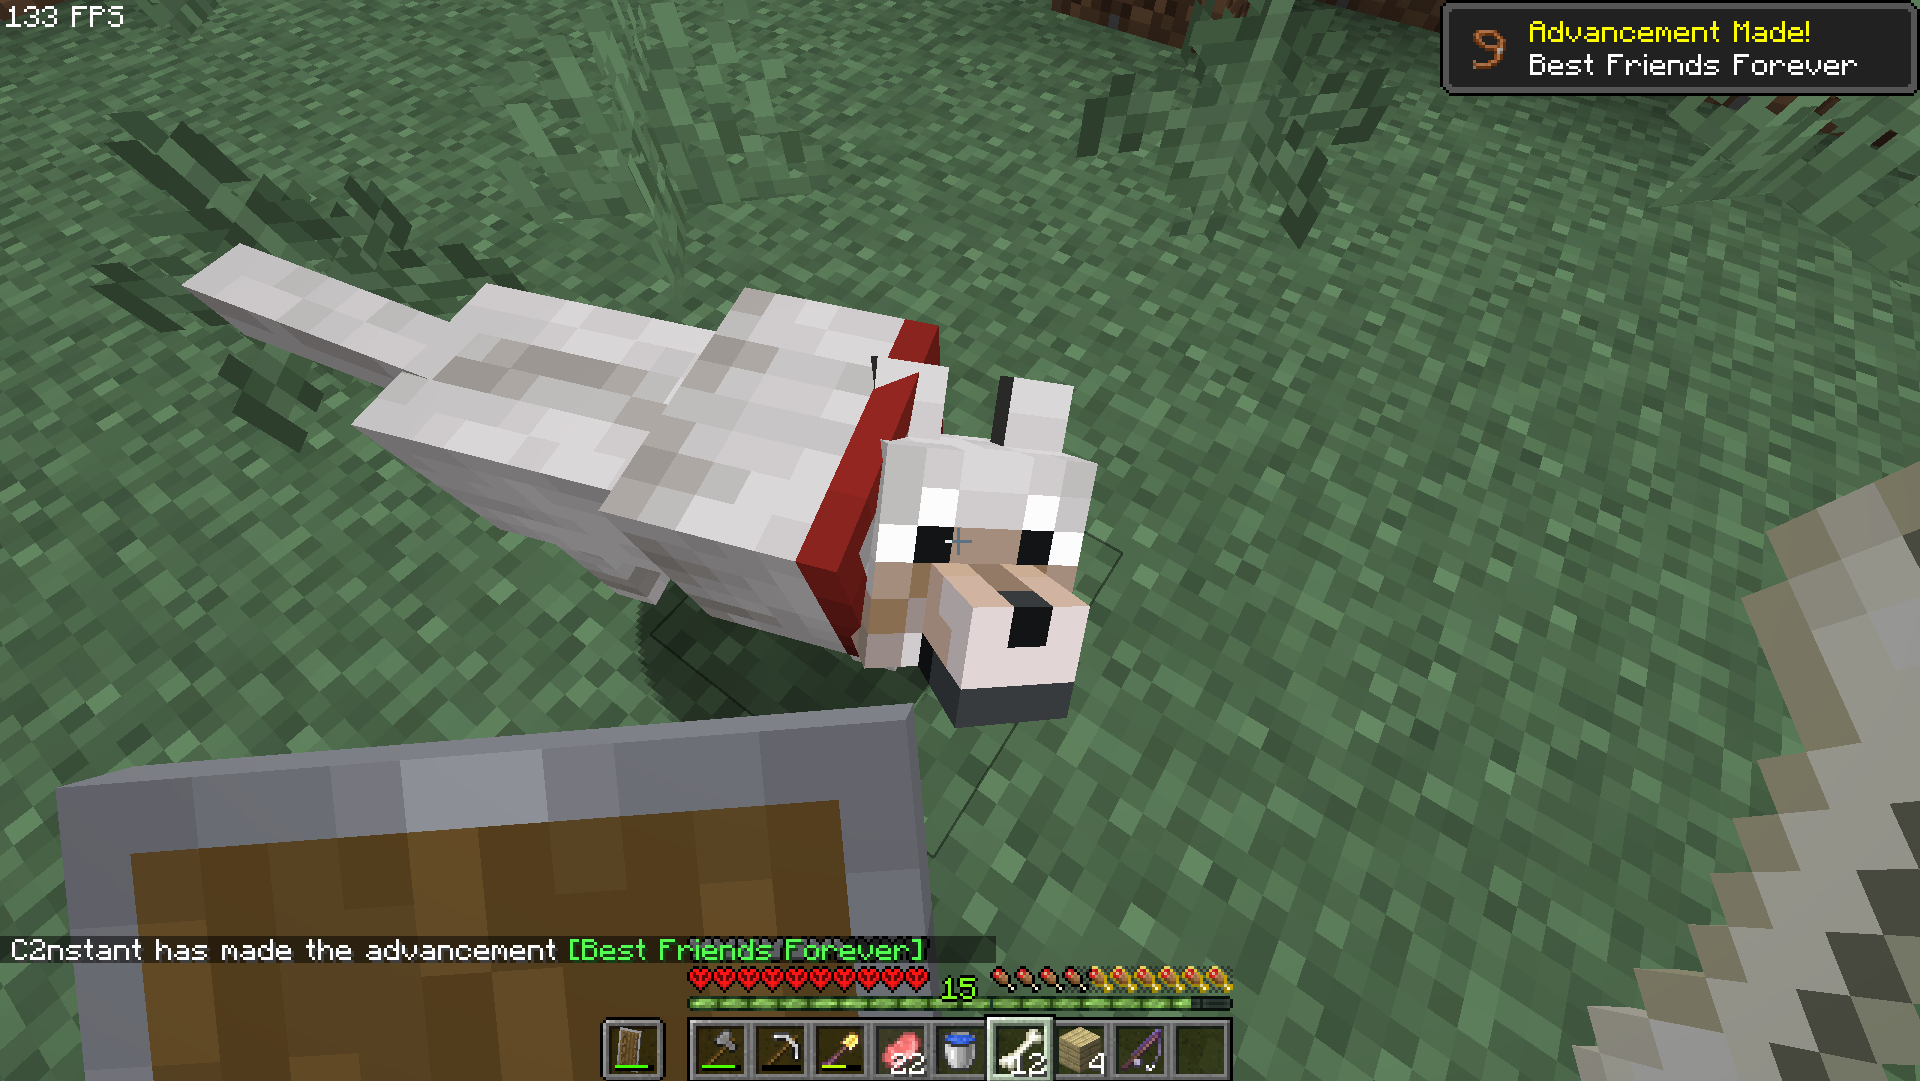 133 FPS
Advancement Made!
Best Friends Forever
C2nstant has made the advancement [Best Friends Forever]
15
22
12
4